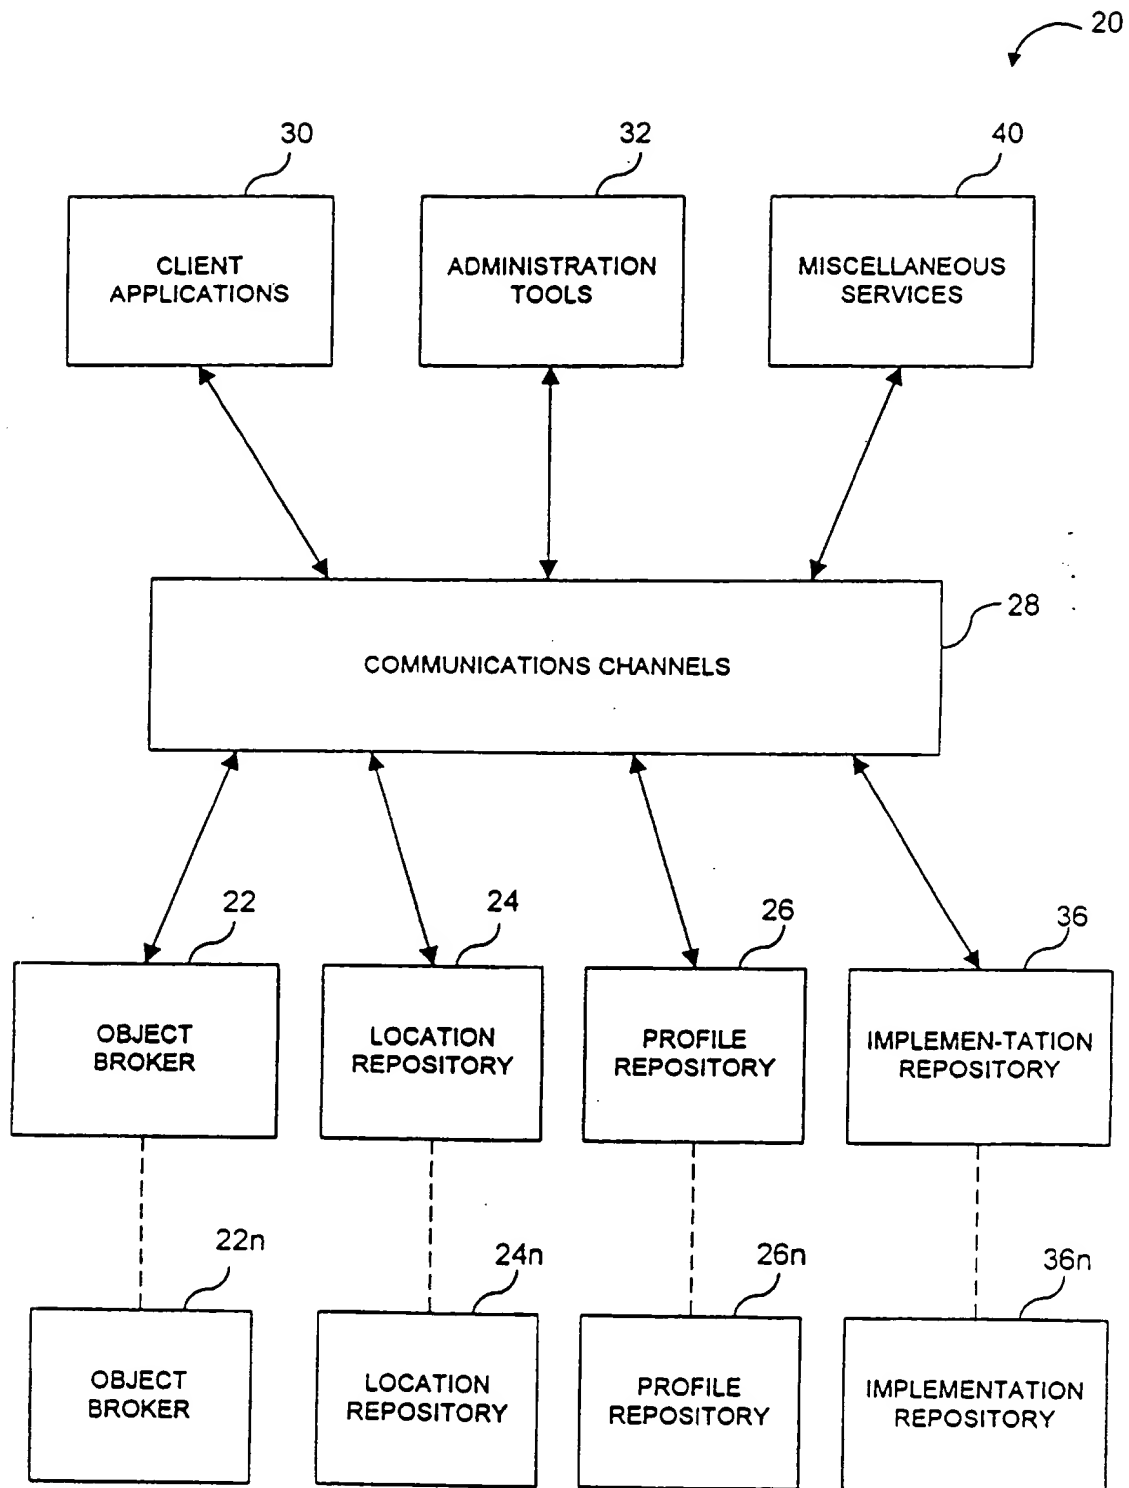 20
30
32
40
CLIENT
APPLICATIONS
ADMINISTRATION
TOOLS
MISCELLANEOUS
SERVICES
28
COMMUNICATIONS CHANNELS
22
24
26
36
OBJECT
BROKER
LOCATION
REPOSITORY
PROFILE
REPOSITORY
IMPLEMEN-TATION
REPOSITORY
22n
24n
26n
36n
OBJECT
BROKER
LOCATION
REPOSITORY
PROFILE
REPOSITORY
IMPLEMENTATION
REPOSITORY